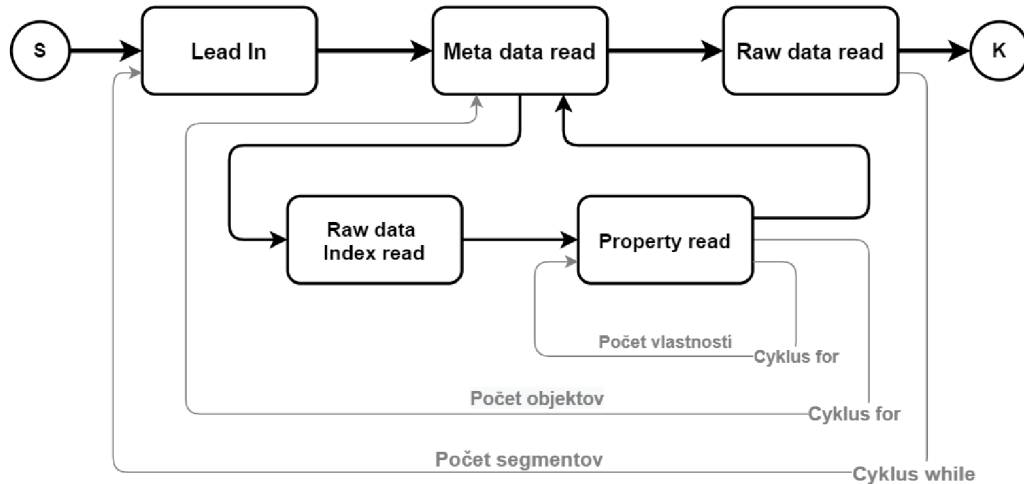 S
Lead In
Meta data read
Raw data read
K
Raw data
Index read
Property read
Počet vlastností
Cyklus for
Počet objektov
Cyklus for
Počet segmentov
Cyklus while